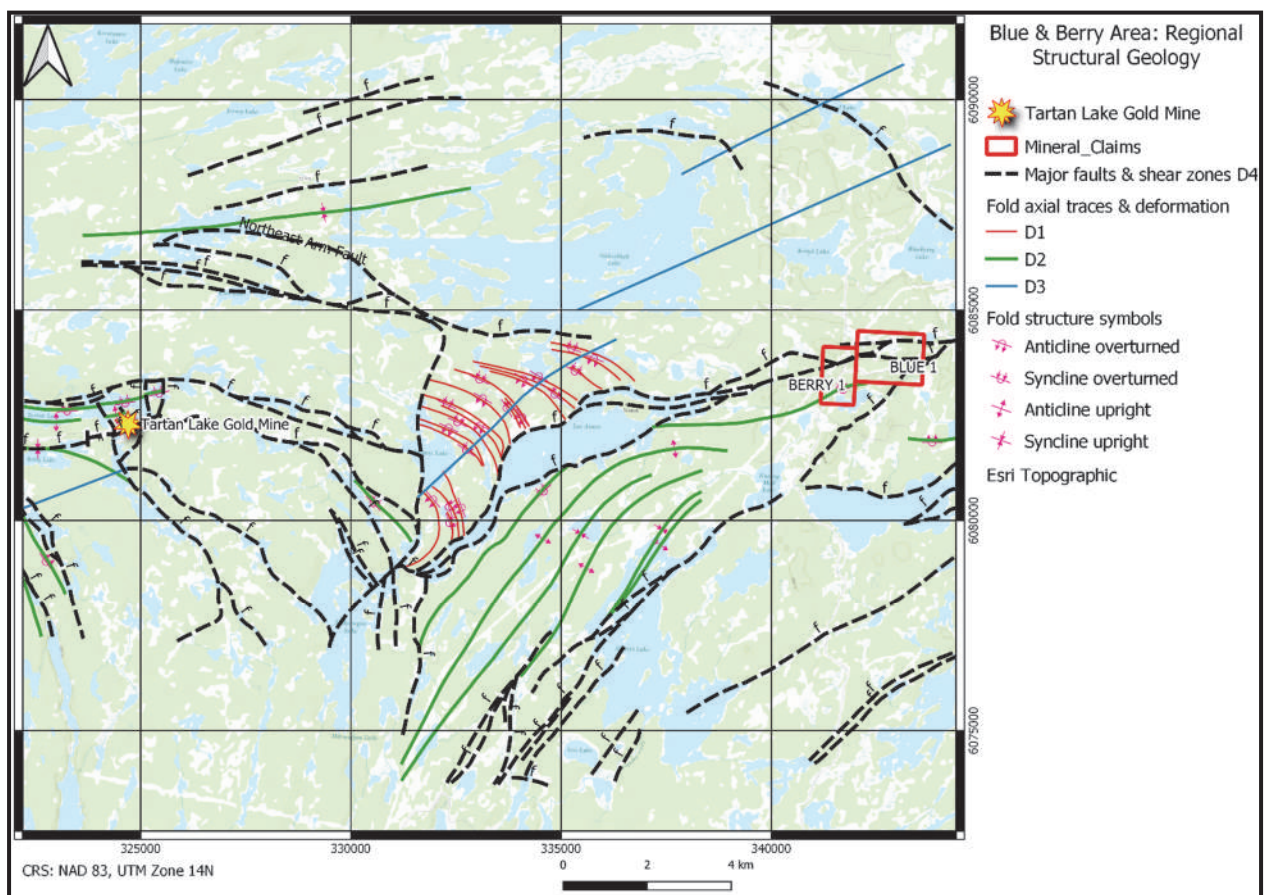 Blue & Berry Area: Regional
Structural Geology
Tartan Lake Gold Mine
Mineral_Claims
Major faults & shear zones D4
Fold axial traces & deformation
D1
D2
D3
Fold structure symbols
Anticline overturned
Syncline overturned
Anticline upright
Syncline upright
Esri Topographic
6090000
Northeast Arm Fault
6085000
BLUE 1
BERRY 1
Tartan Lake Gold Mine
6080000
6075000
325000
330000
335000
340000
CRS: NAD 83, UTM Zone 14N
0
2
4 km